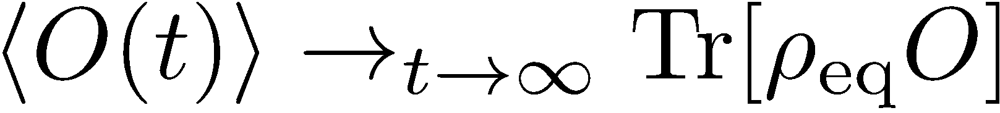 ⟨O(t)⟩ →_{t→∞} Tr[ρ_{eq}O]